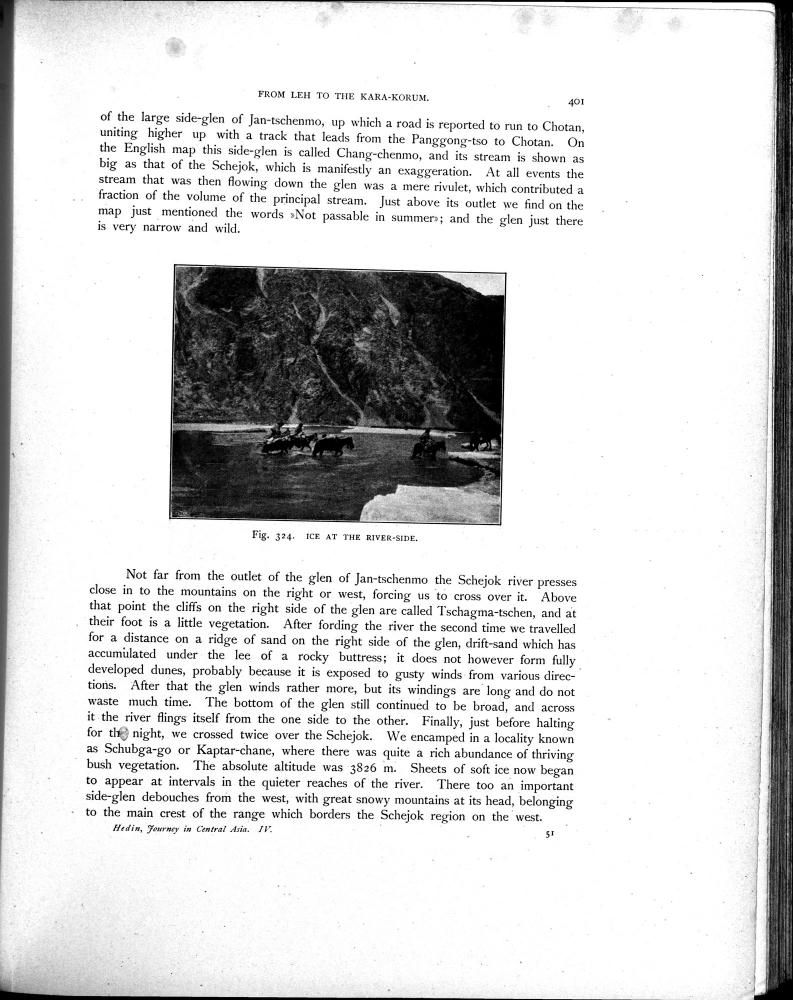 FROM LEH TO THE KARA-KORUM.
401
of the large side-glen of Jan-tschenmo, up which a road is reported to run to Chotan,
uniting higher up with a track that leads from the Panggong-tso to Chotan. On
the English map this side-glen is called Chang-chenmo, and its stream is shown as
big as that of the Schejok, which is manifestly an exaggeration. At all events the
stream that was then flowing down the glen was a mere rivulet, which contributed a
fraction of the volume of the principal stream. Just above its outlet we find on the
map just mentioned the words »Not passable in summer»; and the glen just there
is very narrow and wild.
Fig. 324. ICE AT THE RIVER-SIDE.
Not far from the outlet of the glen of Jan-tschenmo the Schejok river presses
close in to the mountains on the right or west, forcing us to cross over it. Above
that point the cliffs on the right side of the glen are called Tschagma-tschen, and at
their foot is a little vegetation. After fording the river the second time we travelled
for a distance on a ridge of sand on the right side of the glen, drift-sand which has
accumulated under the lee of a rocky buttress; it does not however form fully
developed dunes, probably because it is exposed to gusty winds from various direc-
tions. After that the glen winds rather more, but its windings are long and do not
waste much time. The bottom of the glen still continued to be broad, and across
it the river flings itself from the one side to the other. Finally, just before halting
for the night, we crossed twice over the Schejok. We encamped in a locality known
as Schubga-go or Kaptar-chane, where there was quite a rich abundance of thriving
bush vegetation. The absolute altitude was 3826 m. Sheets of soft ice now began
to appear at intervals in the quieter reaches of the river. There too an important
side-glen debouches from the west, with great snowy mountains at its head, belonging
to the main crest of the range which borders the Schejok region on the west.
Hedin, Journey in Central Asia. IV.
51